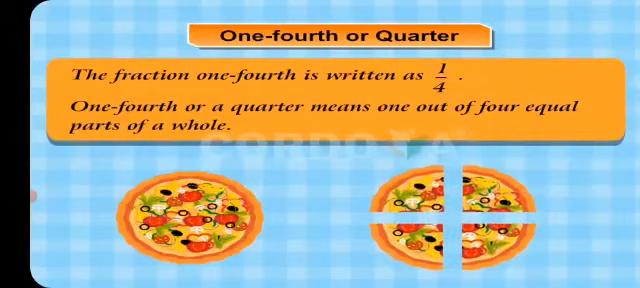 One-fourth or Quarter
The fraction one-fourth is written as 1/4 .
One-fourth or a quarter means one out of four equal
parts of a whole.
CORDOVA